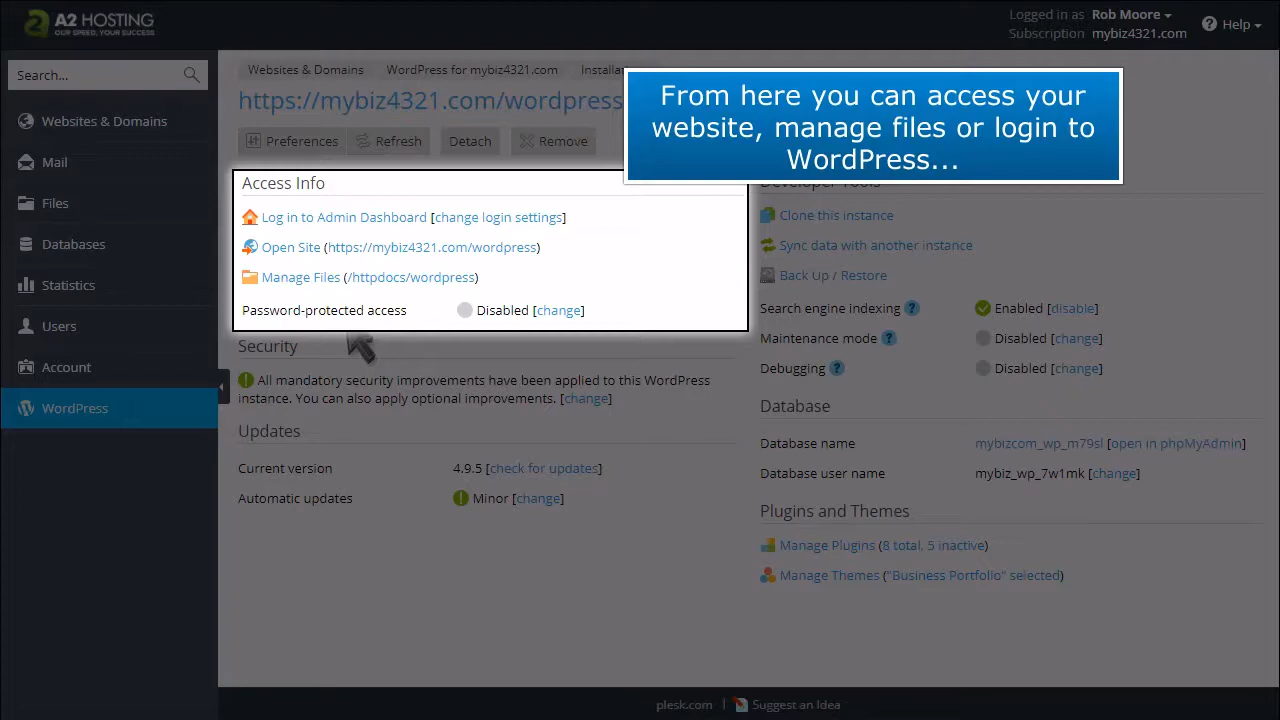 A2 HOSTING
OUR SPEED, YOUR SUCCESS
Logged in as Rob Moore
Subscription mybiz4321.com
Help
Search...
Websites & Domains
Mail
Files
Databases
Statistics
Users
Account
WordPress
Websites & Domains WordPress for mybiz4321.com
https://mybiz4321.com/wordpress
Preferences Refresh Detach Remove
From here you can access your
website, manage files or login to
WordPress...
Access Info
Log in to Admin Dashboard [change login settings]
Open Site (https://mybiz4321.com/wordpress)
Manage Files (/httpdocs/wordpress)
Password-protected access Disabled [change]
Security
All mandatory security improvements have been applied to this WordPress
instance. You can also apply optional improvements. [change]
Updates
Current version 4.9.5 [check for updates]
Automatic updates Minor [change]
Developer Tools
Clone this instance
Sync data with another instance
Back Up / Restore
Search engine indexing ? Enabled [disable]
Maintenance mode ? Disabled [change]
Debugging ? Disabled [change]
Database
Database name mybizcom_wp_m79sl [open in phpMyAdmin]
Database user name mybiz_wp_7w1mk [change]
Plugins and Themes
Manage Plugins (8 total, 5 inactive)
Manage Themes ("Business Portfolio" selected)
plesk.com | Suggest an Idea